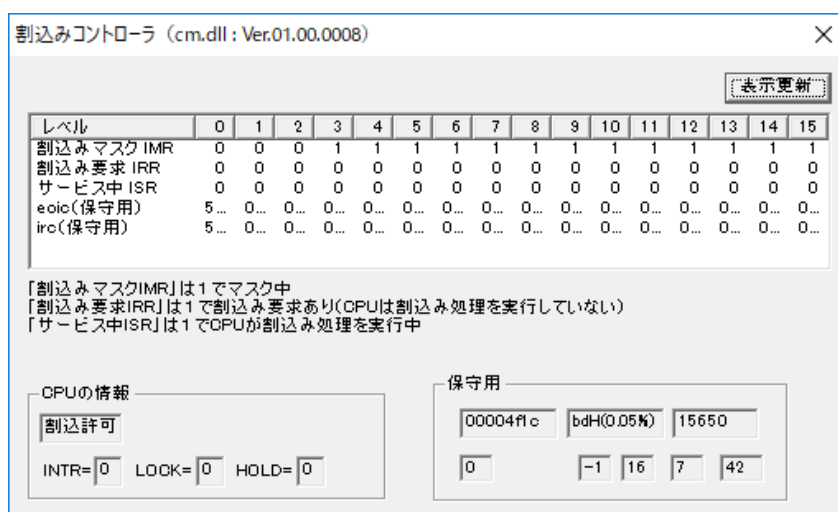 割込みコントローラ (cm.dll : Ver.01.00.0008)
表示更新
レベル 0 1 2 3 4 5 6 7 8 9 10 11 12 13 14 15
割込みマスク IMR 0 0 0 1 1 1 1 1 1 1 1 1 1 1 1 1
割込み要求 IRR 0 0 0 0 0 0 0 0 0 0 0 0 0 0 0 0
サービス中 ISR 0 0 0 0 0 0 0 0 0 0 0 0 0 0 0 0
eoic(保守用) 5... 0... 0... 0... 0... 0... 0... 0... 0... 0... 0... 0... 0... 0... 0... 0...
irc(保守用) 5... 0... 0... 0... 0... 0... 0... 0... 0... 0... 0... 0... 0... 0... 0... 0...
「割込みマスクIMR」は1でマスク中
「割込み要求IRR」は1で割込み要求あり(CPUは割込み処理を実行していない)
「サービス中ISR」は1でCPUが割込み処理を実行中
CPUの情報
割込許可
INTR= 0 LOCK= 0 HOLD= 0
保守用
00004f1c bdH(0.05%) 15650
0 -1 16 7 42